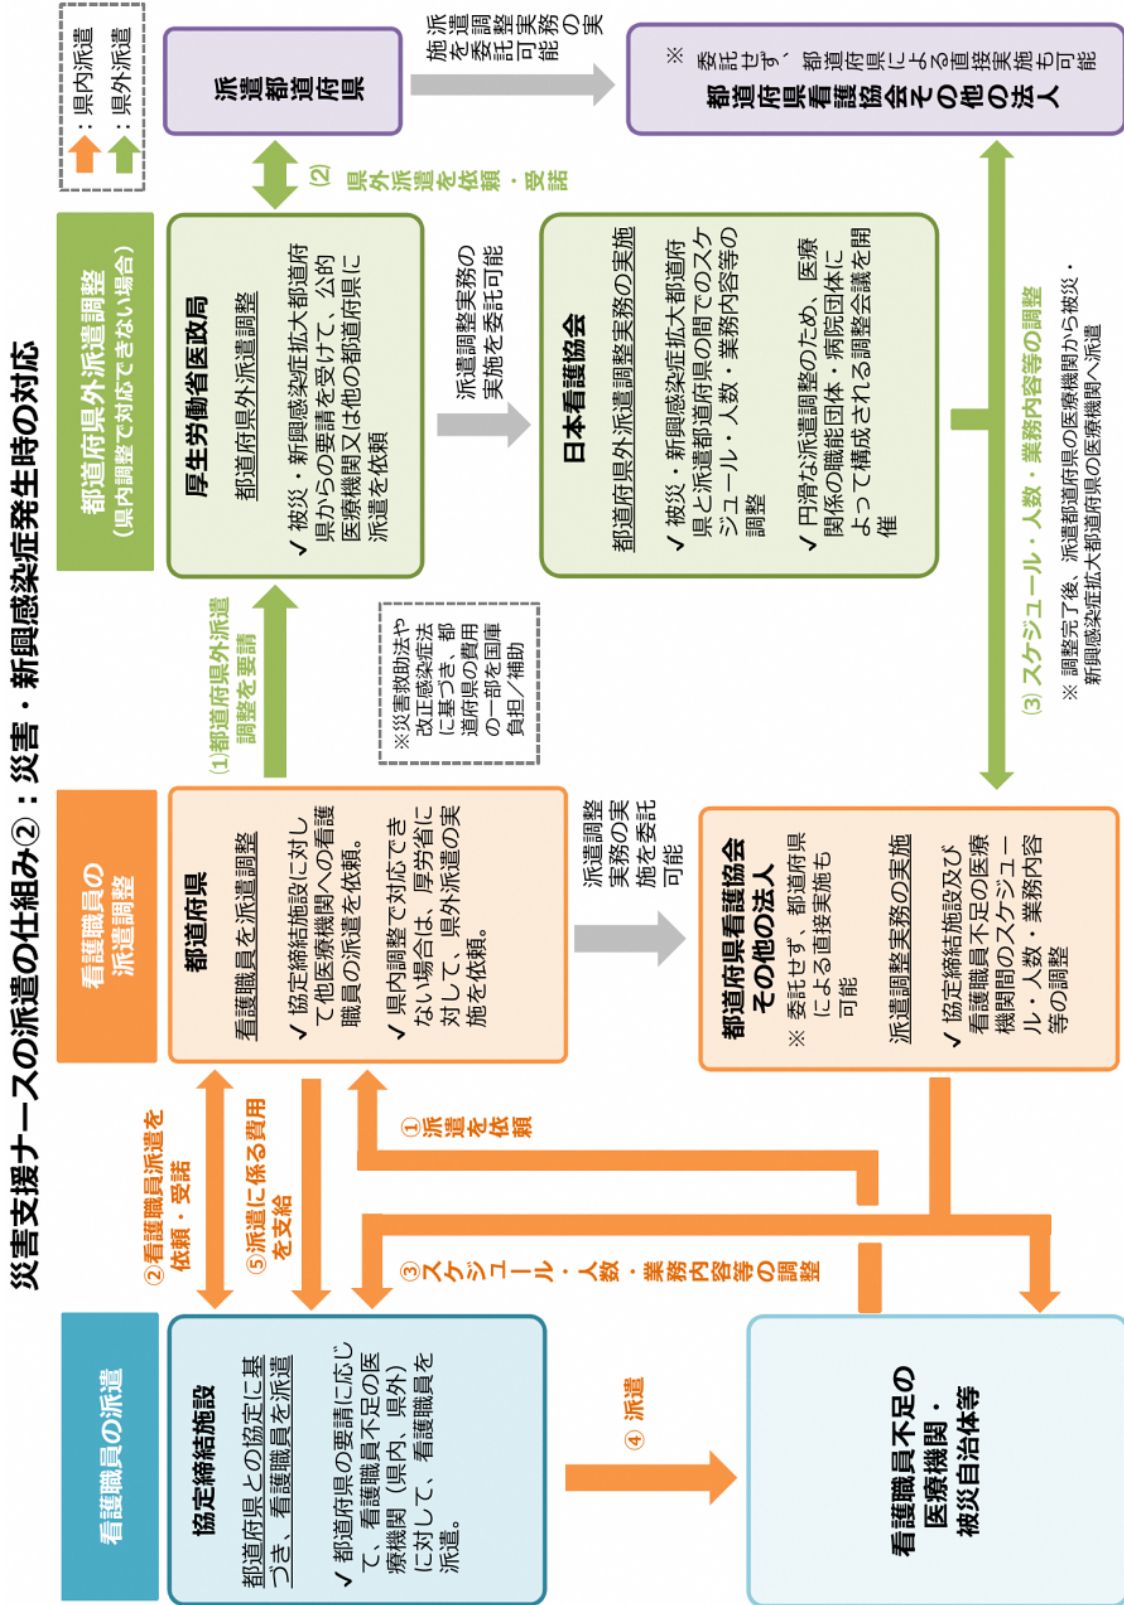 災害支援ナースの派遣の仕組み②：災害・新興感染症発生時の対応
：県内派遣
：県外派遣
看護職員の派遣
協定締結施設
都道府県との協定に基
づき、看護職員を派遣
✓ 都道府県の要請に応じ
て、看護職員不足の医
療機関（県内、県外）
に対して、看護職員を
派遣。
④ 派遣
看護職員不足の
医療機関・
被災自治体等
②看護職員派遣を
依頼・受諾
⑤派遣に係る費用
を支給
①派遣を依頼
③スケジュール・人数・業務内容等の調整
看護職員の
派遣調整
都道府県
看護職員を派遣調整
✓ 協定締結施設に対し
て他医療機関への看護
職員の派遣を依頼。
✓ 県内調整で対応でき
ない場合は、厚労省に
対して、県外派遣の実
施を依頼。
派遣調整
実務の実
施を委託
可能
都道府県看護協会
その他の法人
※ 委託せず、都道府県
による直接実施も
可能
派遣調整実務の実施
✓ 協定締結施設及び
看護職員不足の医療
機関間のスケジュー
ル・人数・業務内容
等の調整
⑴都道府県外派遣
調整を要請
※災害救助法や
改正感染症法
に基づき、都
道府県の費用
の一部を国庫
負担／補助
都道府県外派遣調整
（県内調整で対応できない場合）
厚生労働省医政局
都道府県外派遣調整
✓ 被災・新興感染症拡大都道府
県からの要請を受けて、公的
医療機関又は他の都道府県に
派遣を依頼
派遣調整実務の
実施を委託可能
日本看護協会
都道府県外派遣調整実務の実施
✓ 被災・新興感染症拡大都道府
県と派遣都道府県の間でのスケ
ジュール・人数・業務内容等の
調整
✓ 円滑な派遣調整のため、医療
関係の職能団体・病院団体に
よって構成される調整会議を開
催
⑵
県外派遣を依頼・受諾
派遣都道府県
派遣調整実務の実
施を委託可能
※ 委託せず、都道府県による直接実施も可能
都道府県看護協会その他の法人
⑶ スケジュール・人数・業務内容等の調整
※ 調整完了後、派遣都道府県の医療機関から被災・
新興感染症拡大都道府県の医療機関へ派遣